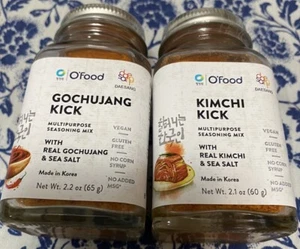 O'Food
DAESANG
GOCHUJANG
KICK
MULTIPURPOSE
SEASONING MIX
WITH
REAL GOCHUJANG
& SEA SALT
Made in Korea
Net Wt. 2.2 oz (65 g)
VEGAN
GLUTEN
FREE
NO CORN
SYRUP
NO ADDED
MSG*
O'Food
DAESANG
KIMCHI
KICK
MULTIPURPOSE
SEASONING MIX
WITH
REAL KIMCHI
& SEA SALT
Made in Korea
Net Wt. 2.1 oz (60 g)
VEGAN
GLUTEN
FREE
NO CORN
SYRUP
NO ADDED
MSG*